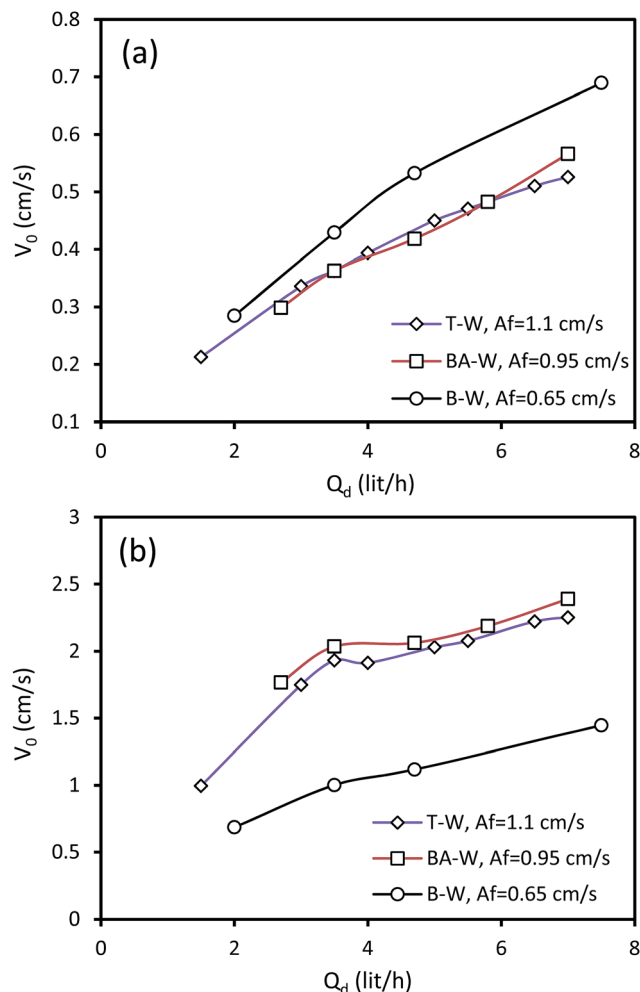 (a)
0.8
0.7
0.6
0.5
0.4
0.3
0.2
0.1
V0 (cm/s)
T-W, Af=1.1 cm/s
BA-W, Af=0.95 cm/s
B-W, Af=0.65 cm/s
0 2 4 6 8
Qd (lit/h)
(b)
3
2.5
2
1.5
1
0.5
0
V0 (cm/s)
T-W, Af=1.1 cm/s
BA-W, Af=0.95 cm/s
B-W, Af=0.65 cm/s
0 2 4 6 8
Qd (lit/h)